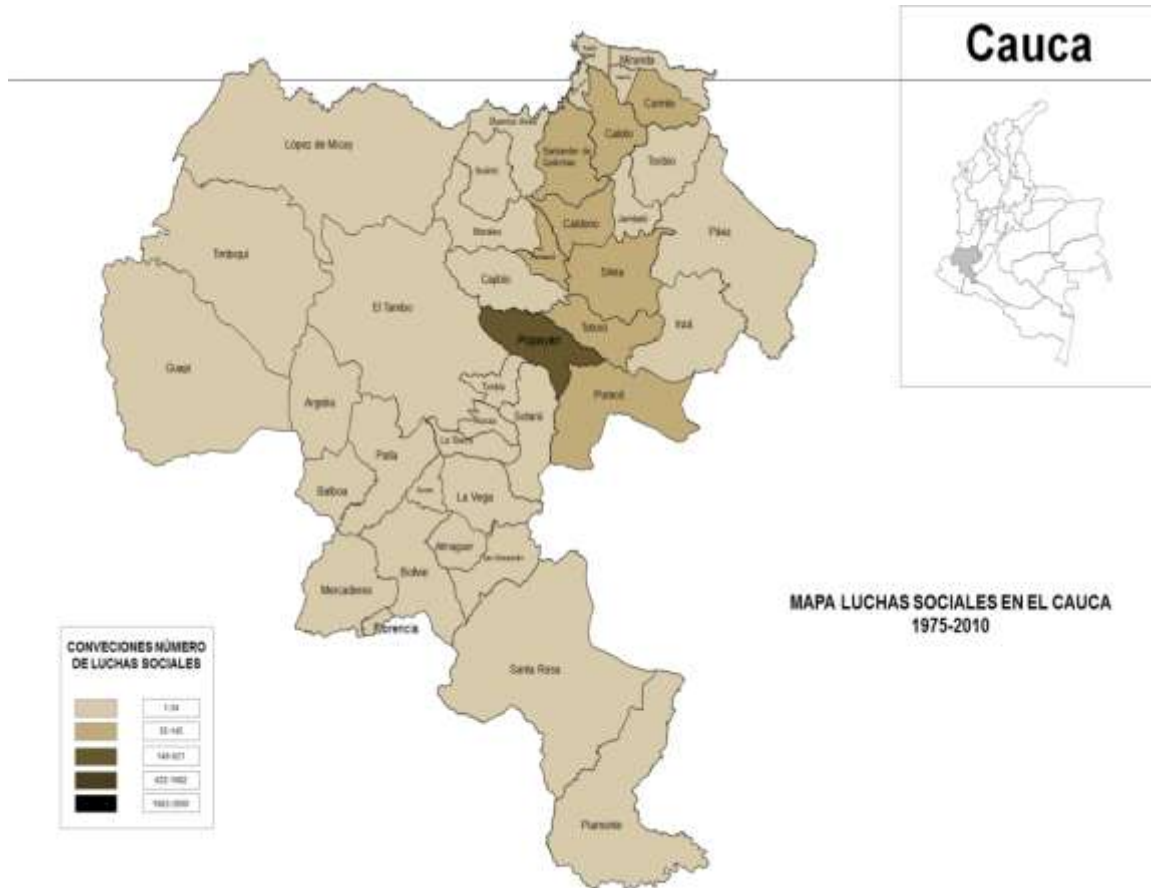 Cauca
Miranda
Corinto
Caloto
Buenos Aires
Santander de
Quilichao
Toribío
López de Micay
Suárez
Jambaló
Caldono
Morales
Páez
Timbiquí
Silvia
Cajibío
El Tambo
Totoró
Inzá
Popayán
Guapi
Timbío
Puracé
Argelia
Sotará
La Sierra
Patía
Balboa
La Vega
Almaguer
Bolívar
Mercaderes
Florencia
Santa Rosa
Piamonte
MAPA LUCHAS SOCIALES EN EL CAUCA
1975-2010
CONVECIONES NÚMERO
DE LUCHAS SOCIALES